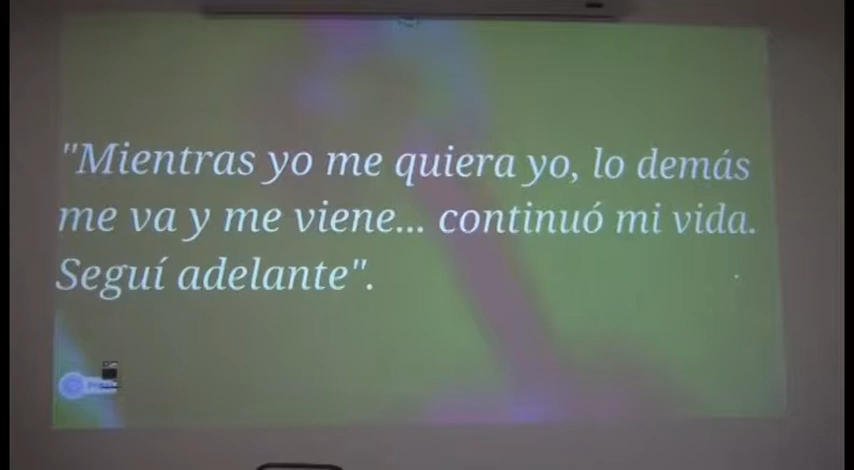 "Mientras yo me quiera yo, lo demás
me va y me viene... continuó mi vida.
Seguí adelante".